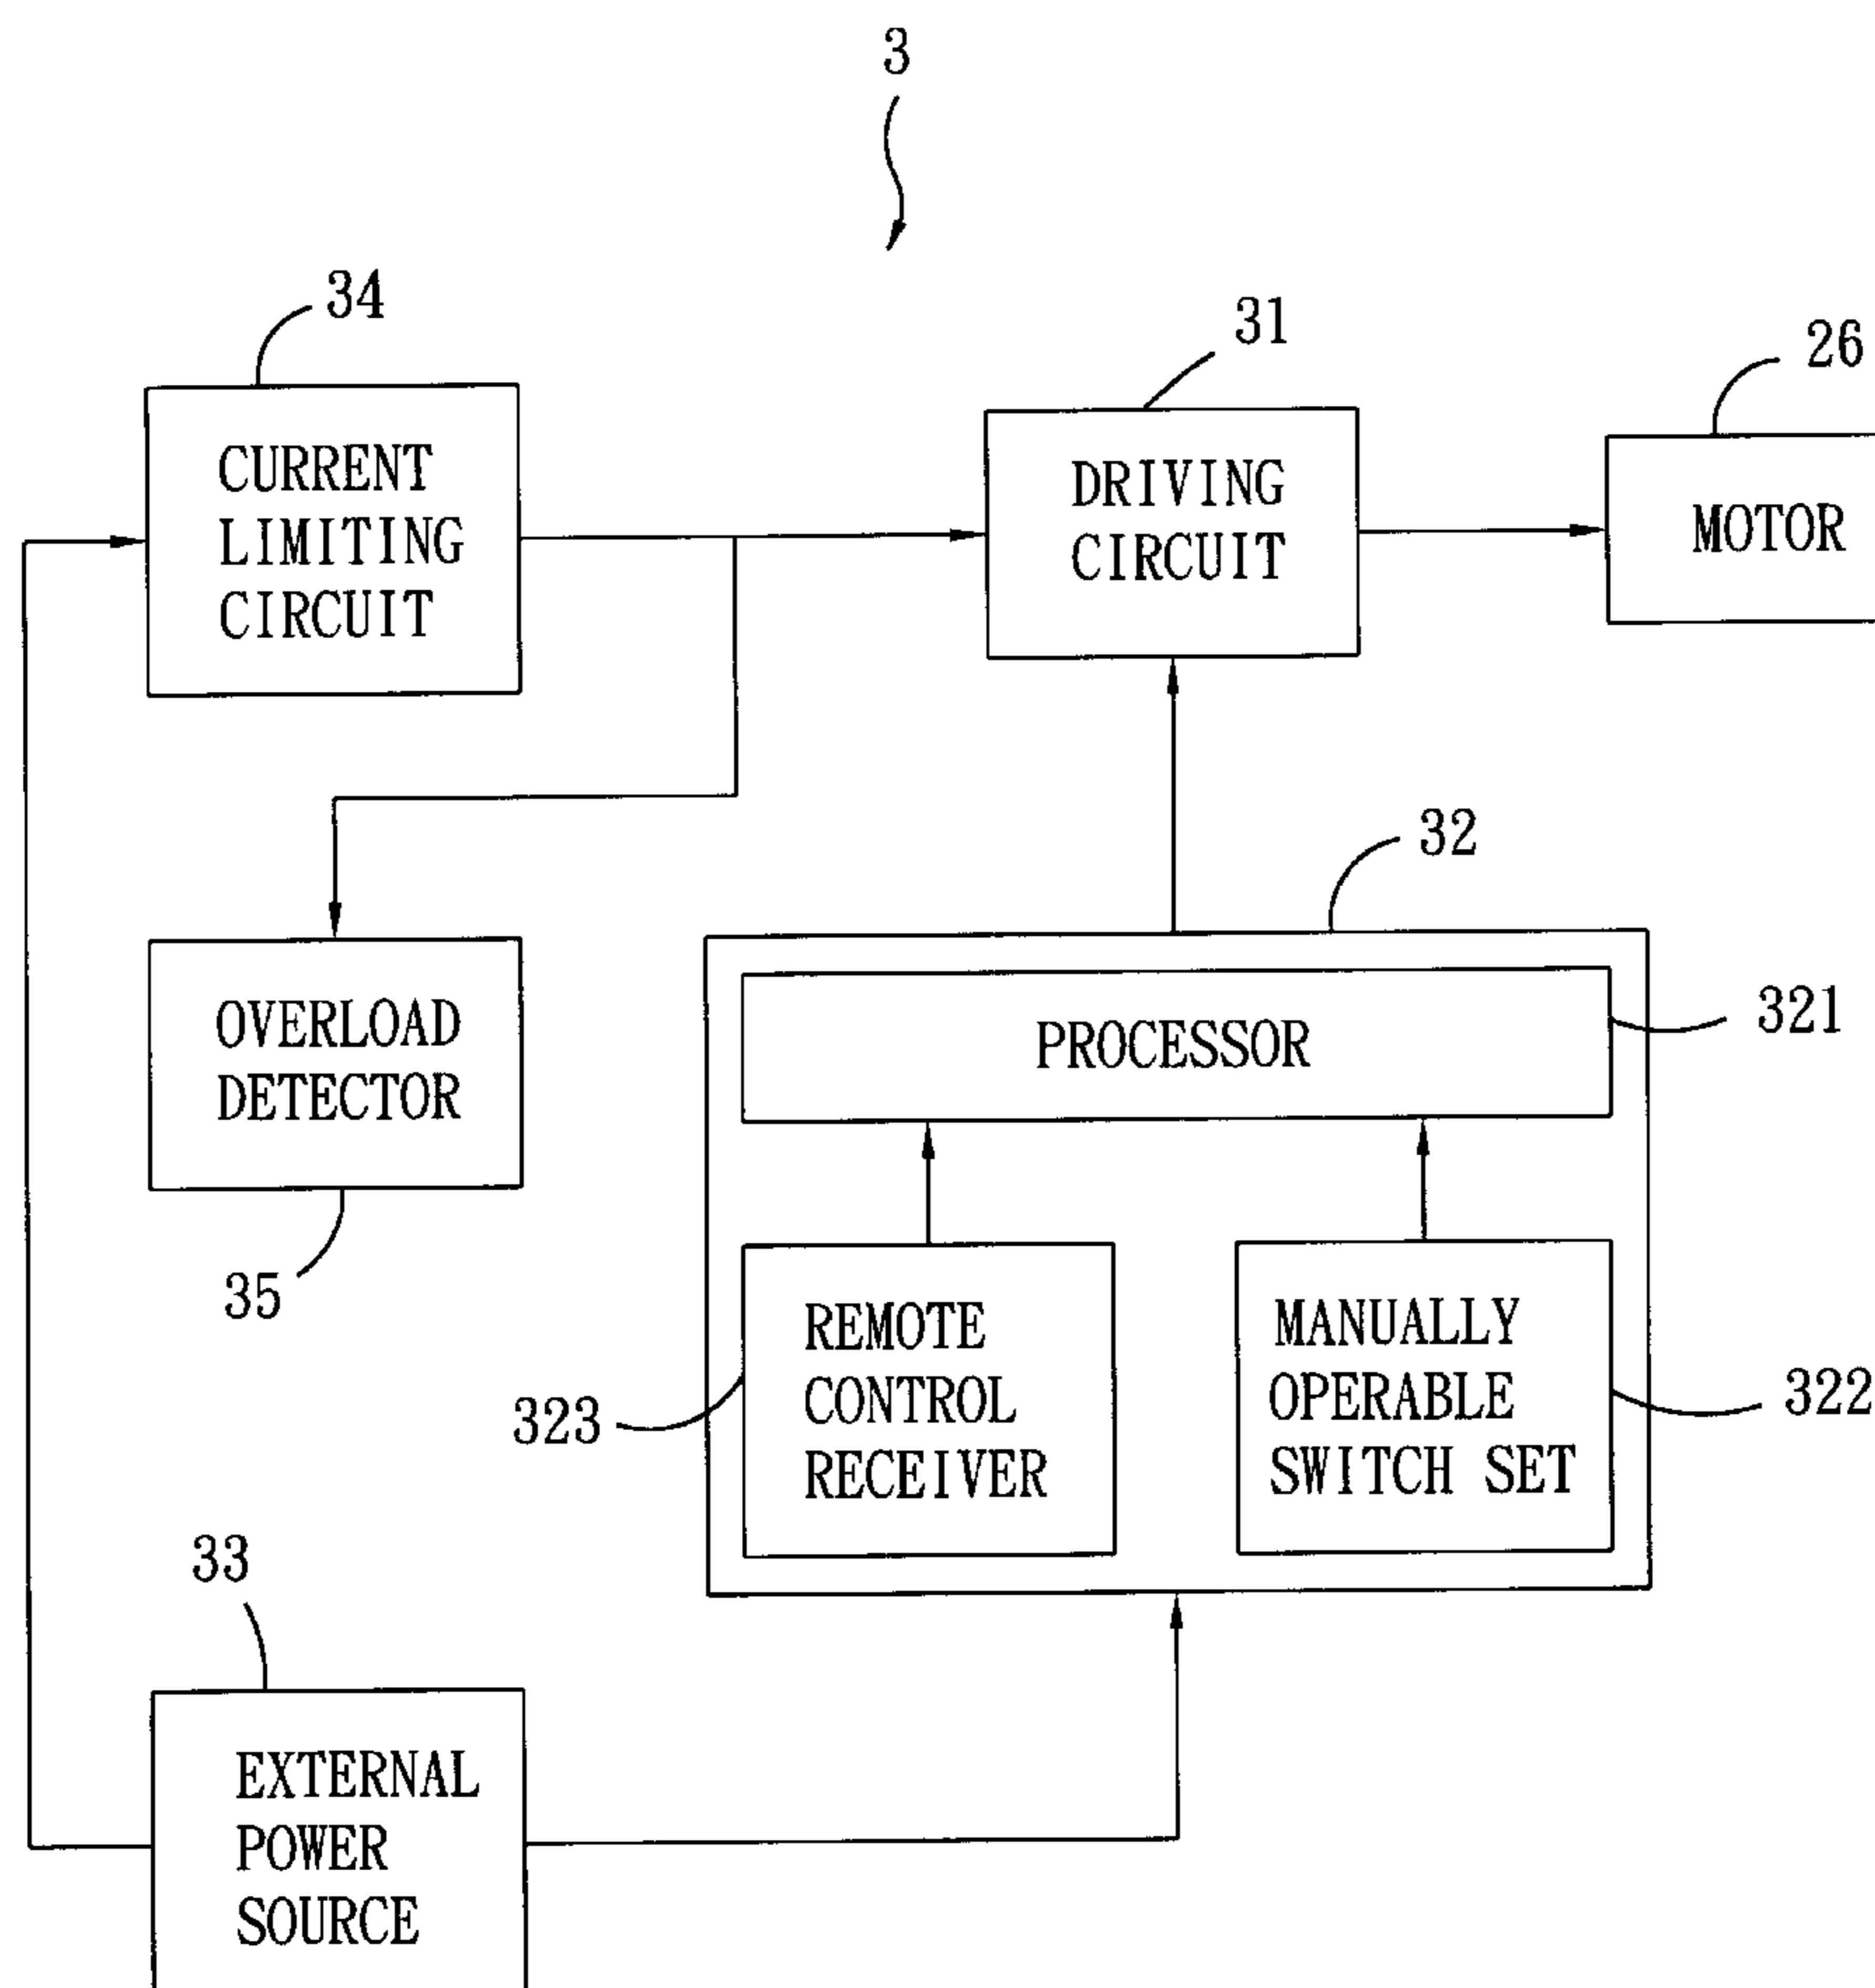 3
34
31
26
CURRENT
LIMITING
CIRCUIT
DRIVING
CIRCUIT
MOTOR
32
OVERLOAD
DETECTOR
PROCESSOR
321
35
REMOTE
CONTROL
RECEIVER
MANUALLY
OPERABLE
SWITCH SET
323
322
33
EXTERNAL
POWER
SOURCE